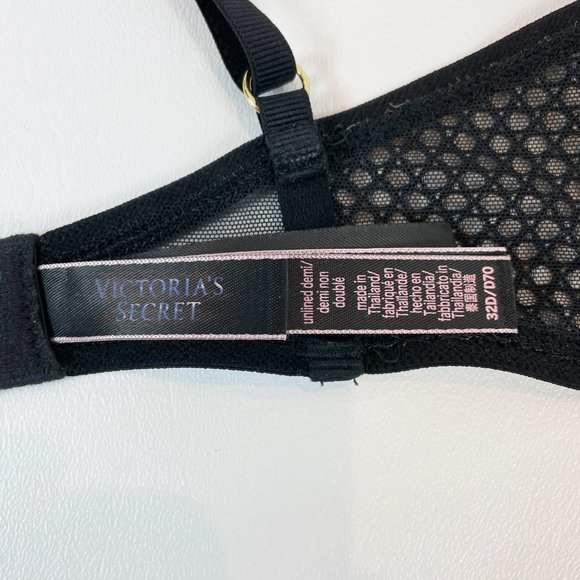 VICTORIA'S
SECRET
unlined demi/
demi non
doublé
made in
Thailand/
fabriqué en
Thaïlande/
hecho en
Tailandia/
fabbricato in
Thailandia/
泰国制造
32D/D70